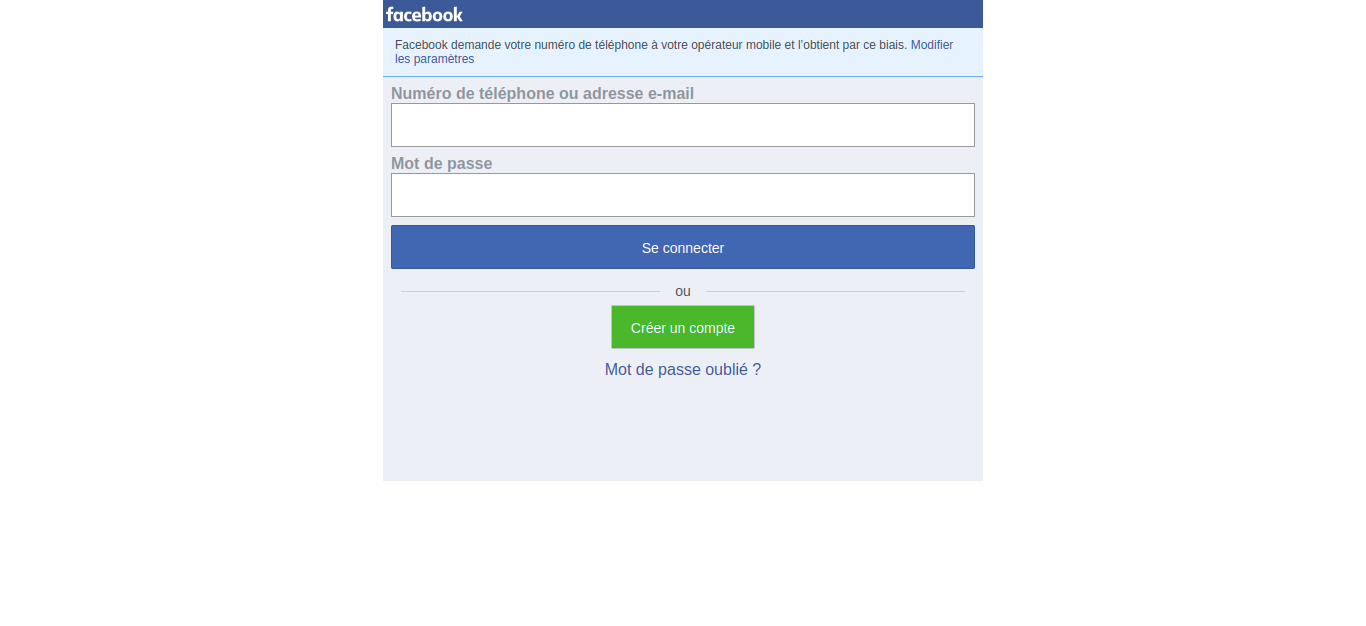 facebook
Facebook demande votre numéro de téléphone à votre opérateur mobile et l’obtient par ce biais. Modifier
les paramètres
Numéro de téléphone ou adresse e-mail
Mot de passe
Se connecter
ou
Créer un compte
Mot de passe oublié ?